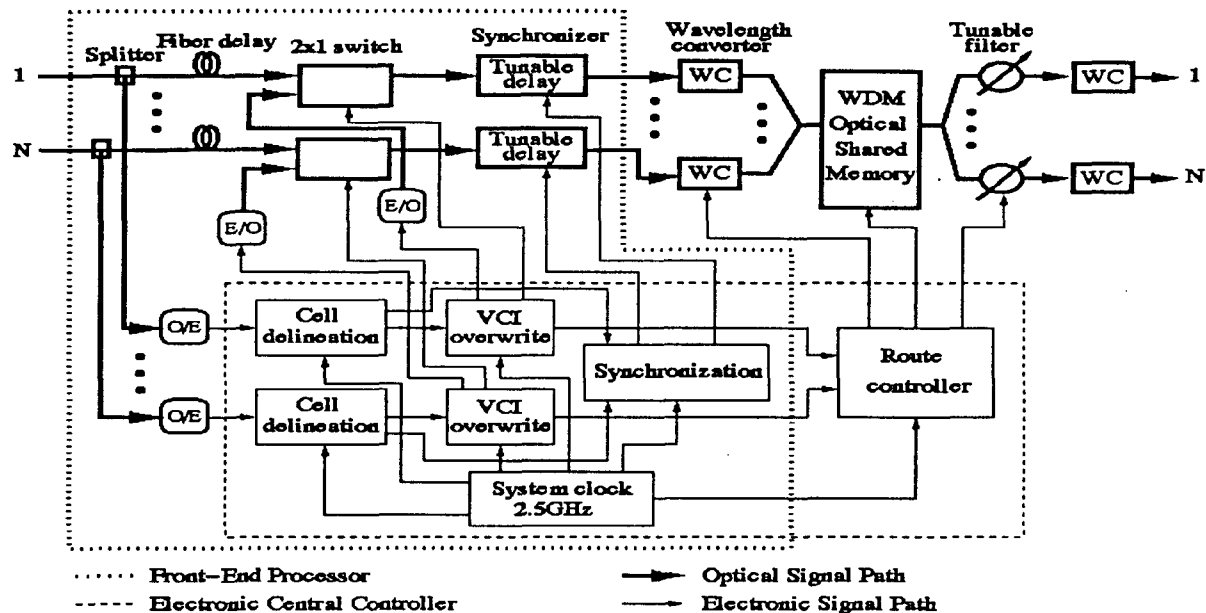 Splitter
Fiber delay
2x1 switch
Synchronizer
Wavelength
converter
Tunable
filter
1
Tunable
delay
WC
WC
1
WDM
Optical
Shared
Memory
N
Tunable
delay
WC
WC
N
E/O
E/O
O/E
Cell
delineation
VCI
overwrite
Synchronization
Route
controller
O/E
Cell
delineation
VCI
overwrite
System clock
2.5GHz
Front-End Processor
Optical Signal Path
Electronic Central Controller
Electronic Signal Path